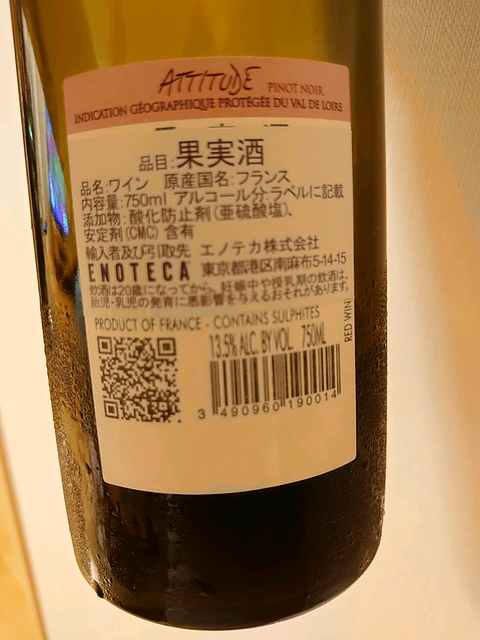 ATTITUDE PINOT NOIR
INDICATION GÉOGRAPHIQUE PROTÉGÉE DU VAL DE LOIRE
品目:果実酒
品名:ワイン 原産国名:フランス
内容量:750ml アルコール分:ラベルに記載
添加物:酸化防止剤(亜硫酸塩)、
安定剤(CMC)含有
輸入者及び引取先 エノテカ株式会社
ENOTECA 東京都港区南麻布5-14-15
飲酒は20歳になってから。妊娠中や授乳期の飲酒は、
胎児・乳児の発育に悪影響を与えるおそれがあります。
PRODUCT OF FRANCE - CONTAINS SULPHITES
13.5% ALC. BY VOL. 750ML
RED WIN
3 490960 190014